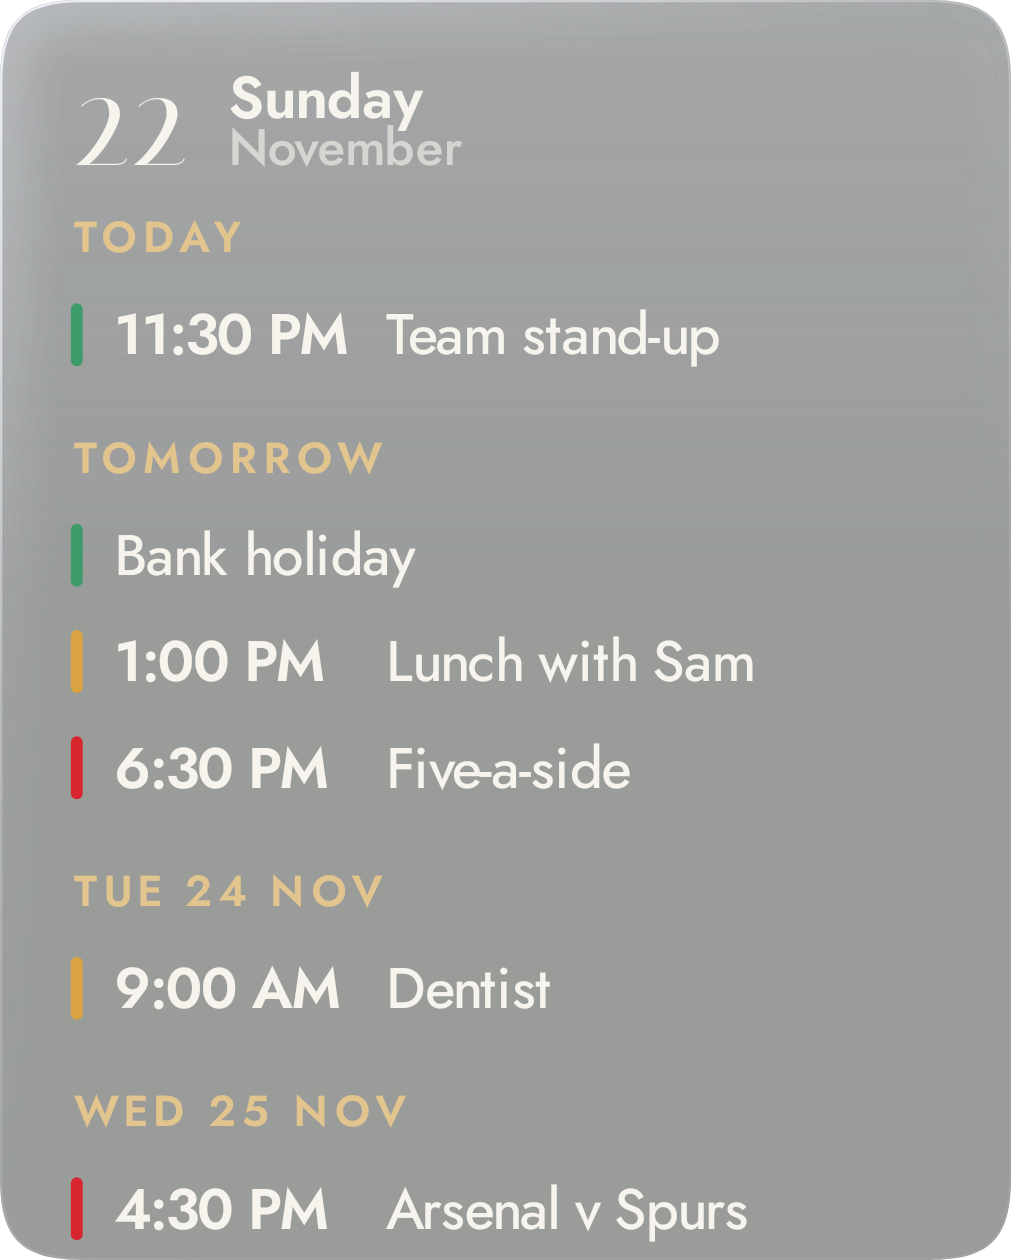 22 Sunday
November
TODAY
11:30 PM Team stand-up
TOMORROW
Bank holiday
1:00 PM Lunch with Sam
6:30 PM Five-a-side
TUE 24 NOV
9:00 AM Dentist
WED 25 NOV
4:30 PM Arsenal v Spurs